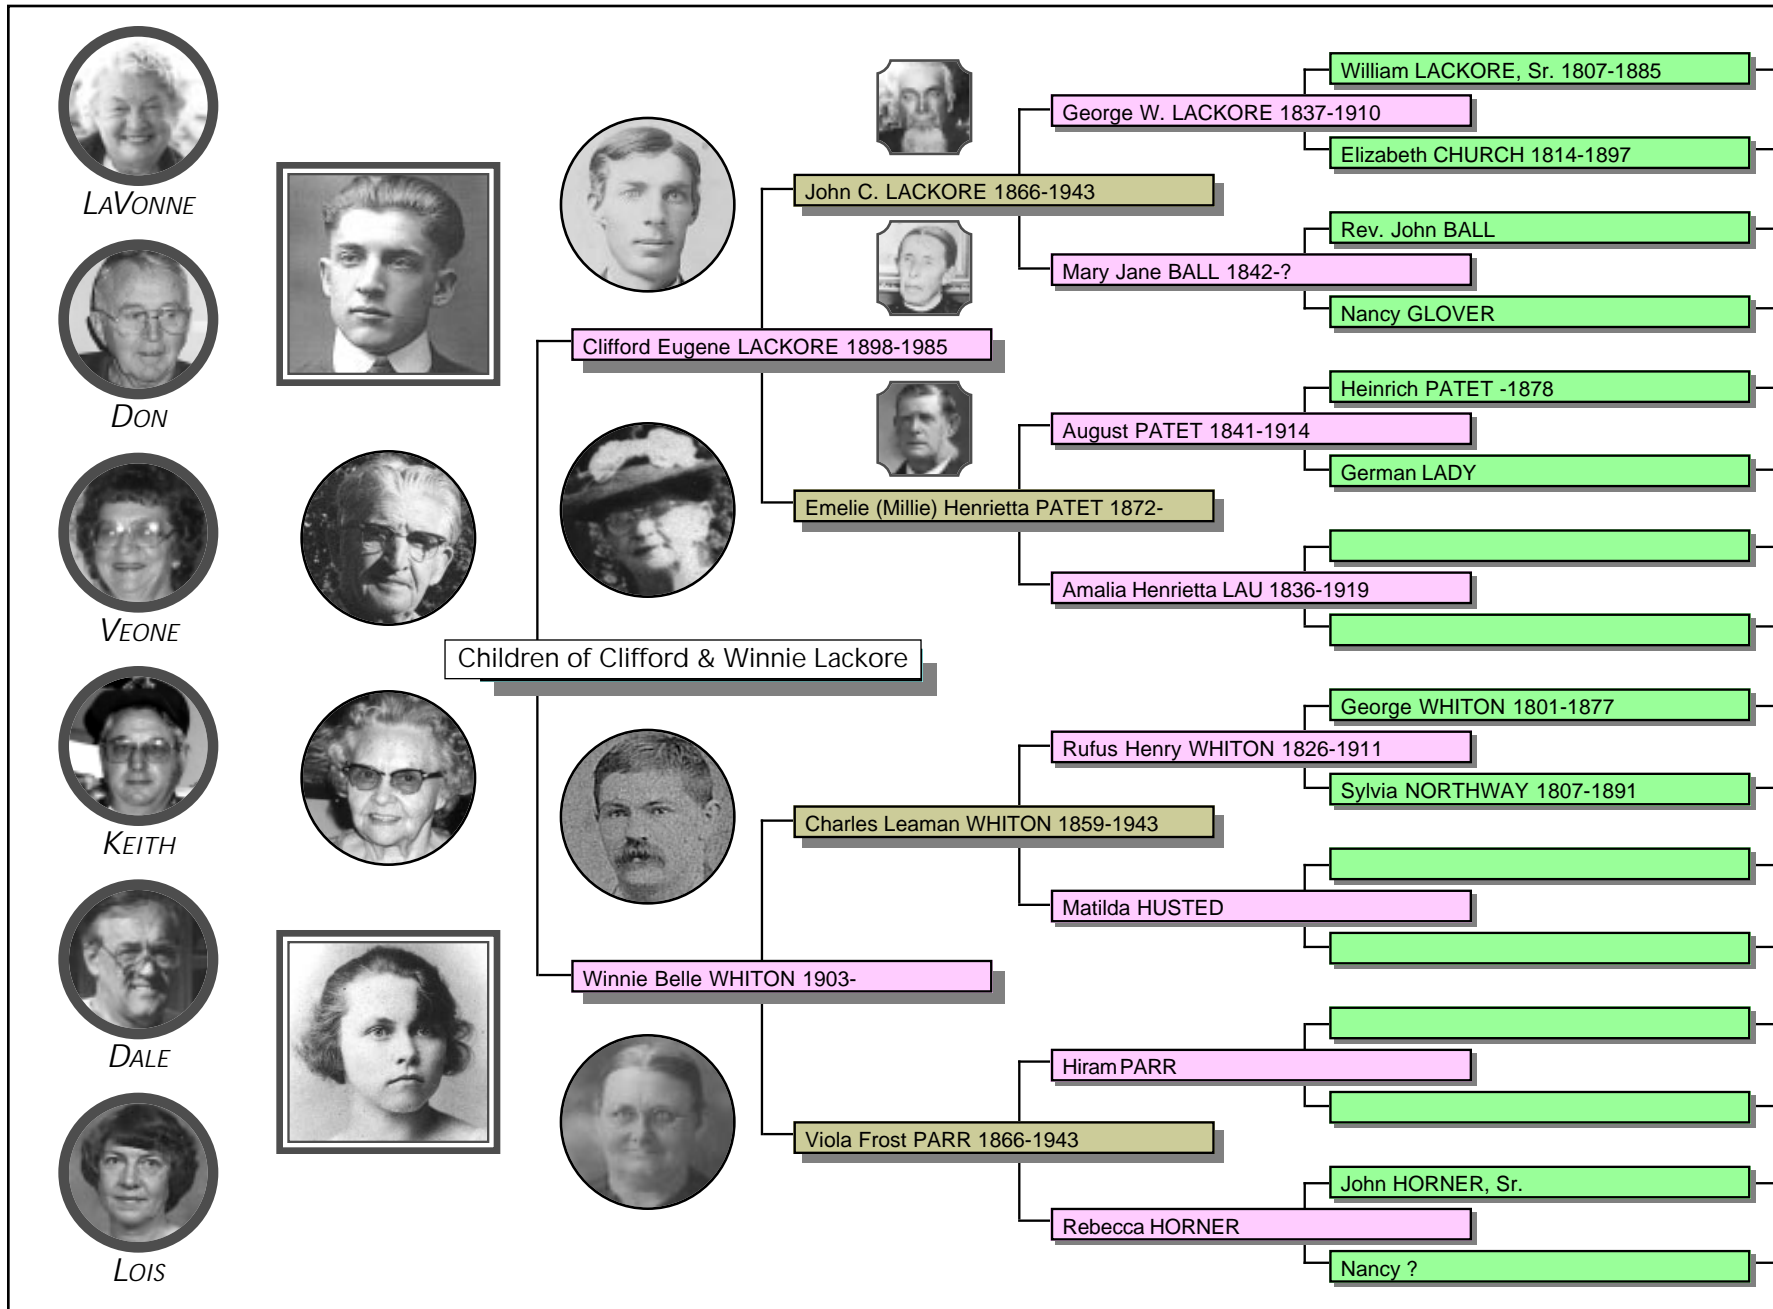 LAVONNE
DON
VEONE
KEITH
DALE
LOIS
Children of Clifford & Winnie Lackore
Clifford Eugene LACKORE 1898-1985
Winnie Belle WHITON 1903-
John C. LACKORE 1866-1943
Emelie (Millie) Henrietta PATET 1872-
Charles Leaman WHITON 1859-1943
Viola Frost PARR 1866-1943
George W. LACKORE 1837-1910
Mary Jane BALL 1842-?
August PATET 1841-1914
Amalia Henrietta LAU 1836-1919
Rufus Henry WHITON 1826-1911
Matilda HUSTED
Hiram PARR
Rebecca HORNER
William LACKORE, Sr. 1807-1885
Elizabeth CHURCH 1814-1897
Rev. John BALL
Nancy GLOVER
Heinrich PATET -1878
German LADY
George WHITON 1801-1877
Sylvia NORTHWAY 1807-1891
John HORNER, Sr.
Nancy ?